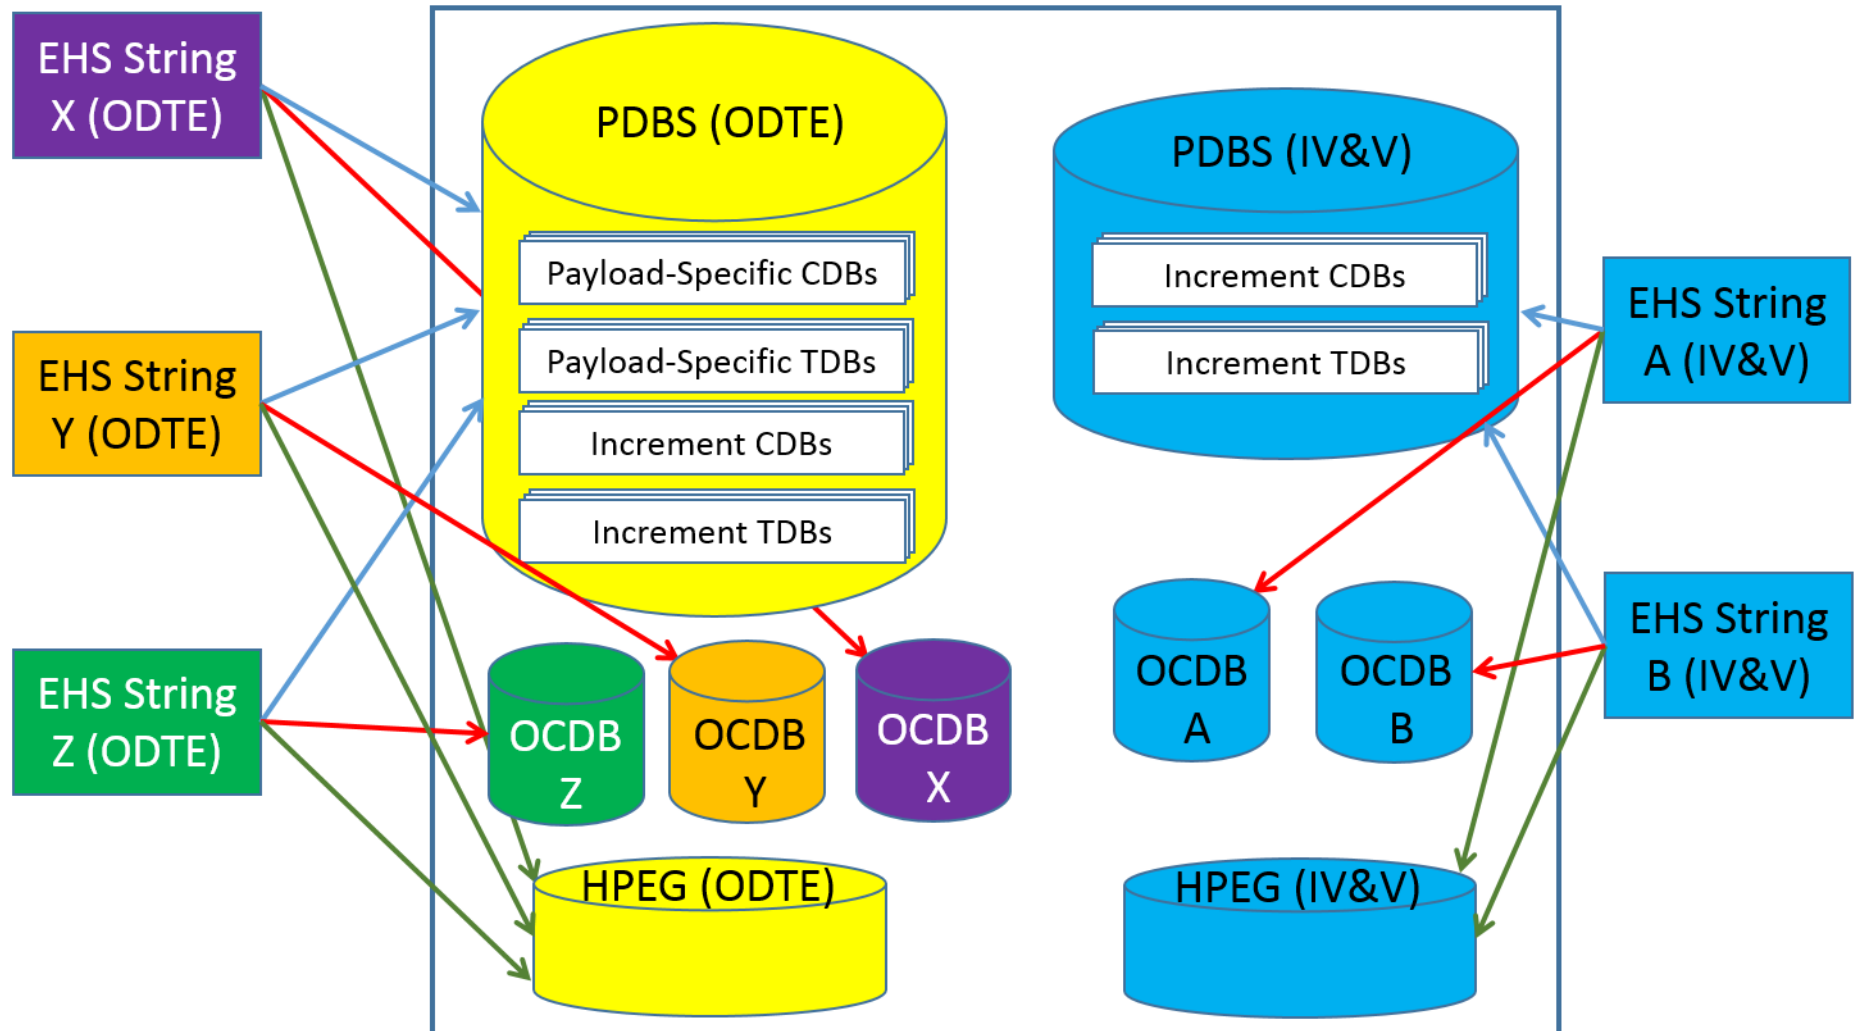 EHS String
X (ODTE)
EHS String
Y (ODTE)
EHS String
Z (ODTE)
PDBS (ODTE)
Payload-Specific CDBs
Payload-Specific TDBs
Increment CDBs
Increment TDBs
OCDB
Z
OCDB
Y
OCDB
X
HPEG (ODTE)
PDBS (IV&V)
Increment CDBs
Increment TDBs
OCDB
A
OCDB
B
HPEG (IV&V)
EHS String
A (IV&V)
EHS String
B (IV&V)